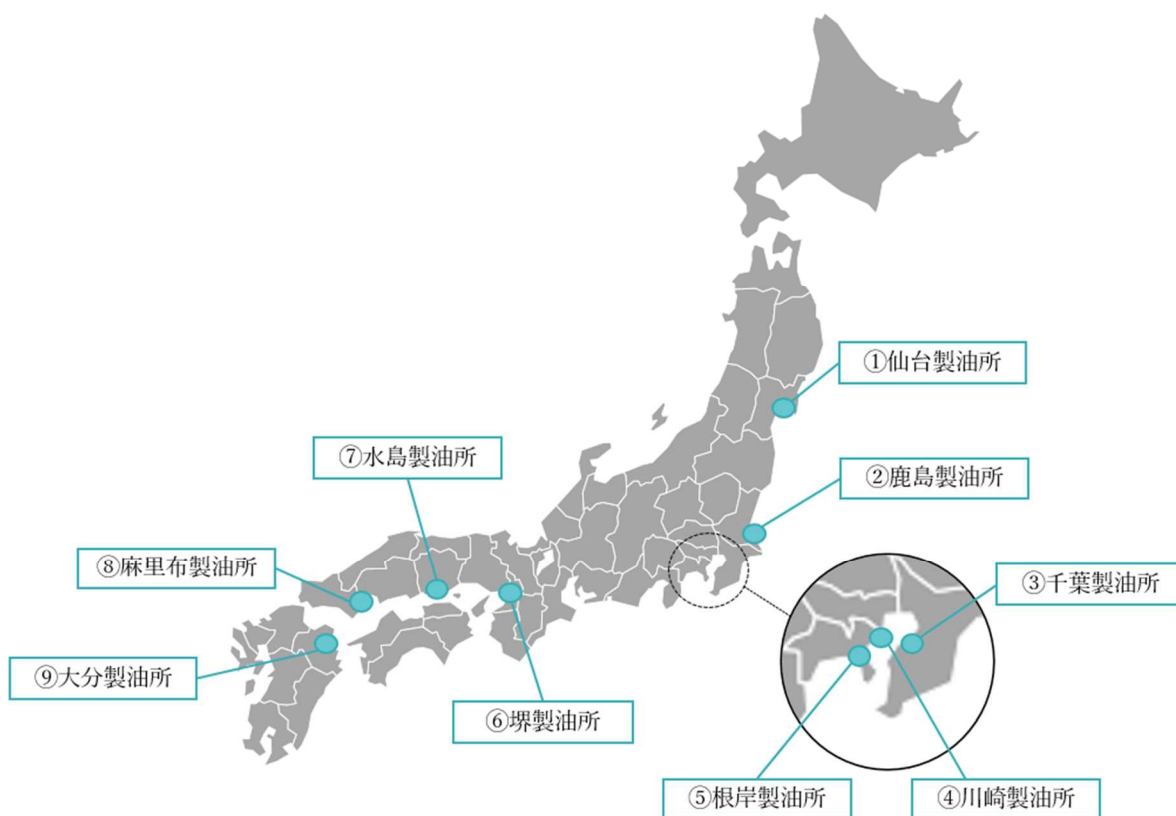 ①仙台製油所
②鹿島製油所
③千葉製油所
④川崎製油所
⑤根岸製油所
⑥堺製油所
⑦水島製油所
⑧麻里布製油所
⑨大分製油所